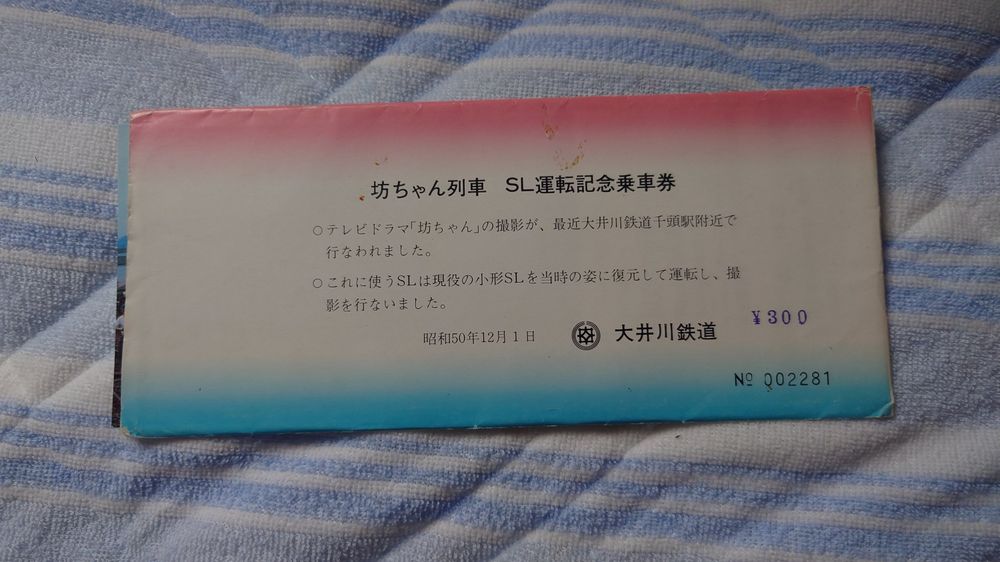 坊ちゃん列車 SL運転記念乗車券
○テレビドラマ「坊ちゃん」の撮影が、最近大井川鉄道千頭駅附近で
行なわれました。
○これに使うSLは現役の小形SLを当時の姿に復元して運転し、撮
影を行ないました。
昭和50年12月1日 大井川鉄道 ¥300
№ 002281